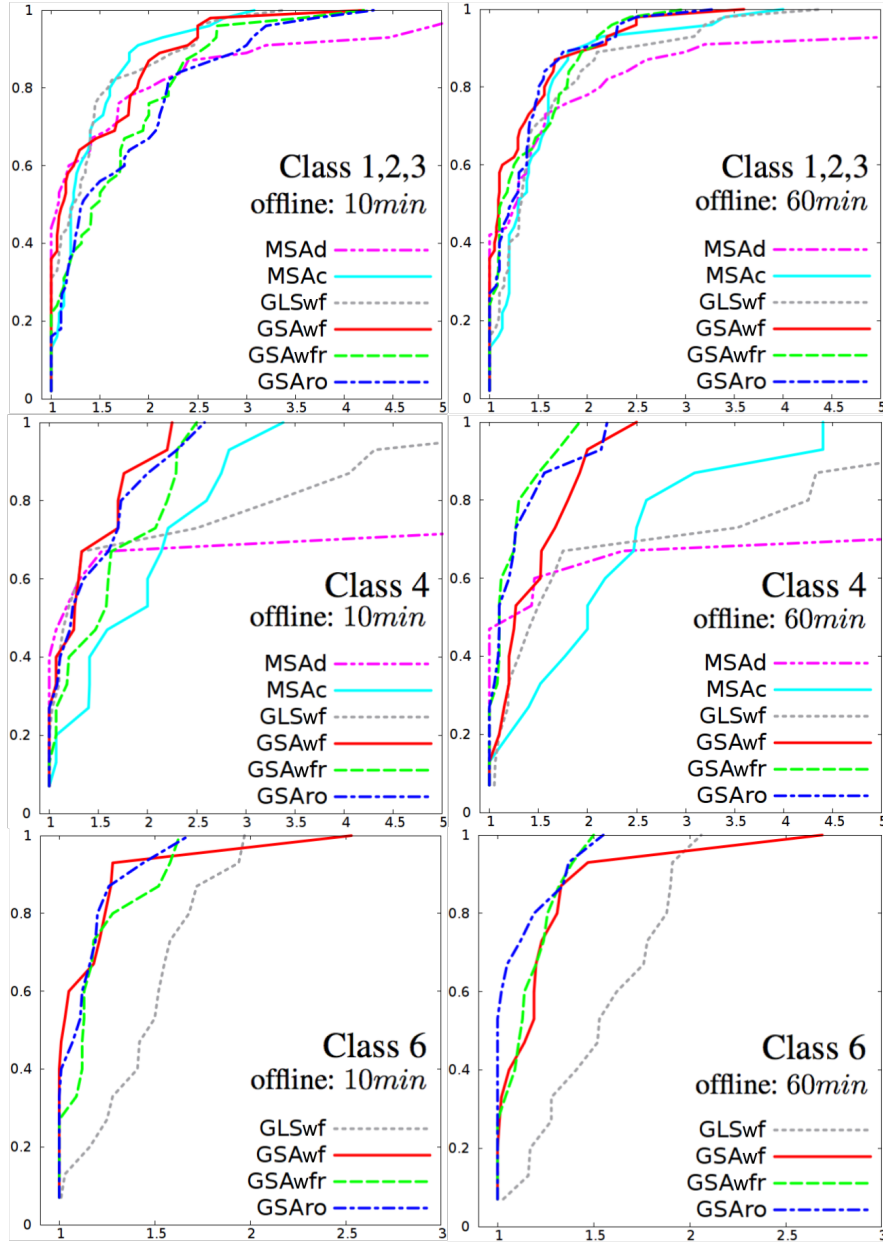 1
0.8
0.6
0.4
0.2
0
1 1.5 2 2.5 3 3.5 4 4.5 5
Class 1,2,3
offline: 10min
MSAd
MSAc
GLSwf
GSAwf
GSAwfr
GSAro
1
0.8
0.6
0.4
0.2
0
1 1.5 2 2.5 3 3.5 4 4.5 5
Class 1,2,3
offline: 60min
MSAd
MSAc
GLSwf
GSAwf
GSAwfr
GSAro
1
0.8
0.6
0.4
0.2
0
1 1.5 2 2.5 3 3.5 4 4.5 5
Class 4
offline: 10min
MSAd
MSAc
GLSwf
GSAwf
GSAwfr
GSAro
1
0.8
0.6
0.4
0.2
0
1 1.5 2 2.5 3 3.5 4 4.5 5
Class 4
offline: 60min
MSAd
MSAc
GLSwf
GSAwf
GSAwfr
GSAro
1
0.8
0.6
0.4
0.2
0
1 1.5 2 2.5 3
Class 6
offline: 10min
GLSwf
GSAwf
GSAwfr
GSAro
1
0.8
0.6
0.4
0.2
0
1 1.5 2 2.5 3
Class 6
offline: 60min
GLSwf
GSAwf
GSAwfr
GSAro